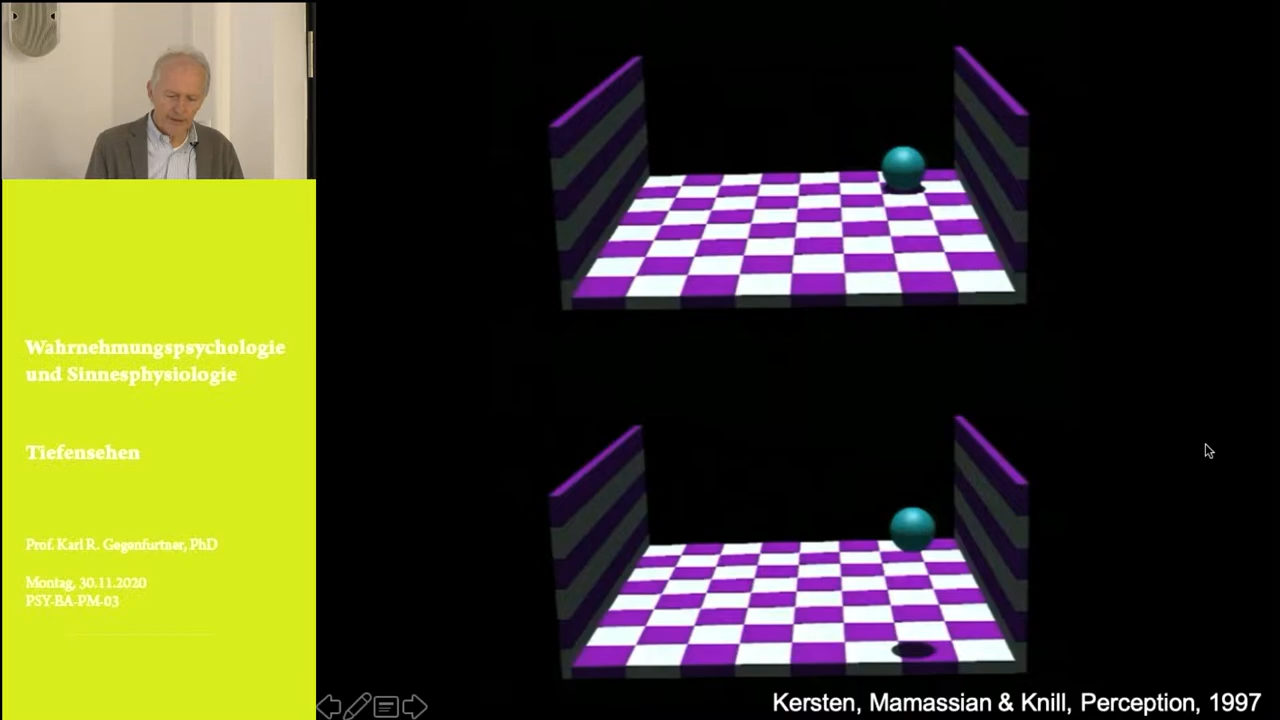 Wahrnehmungspsychologie
und Sinnesphysiologie
Tiefensehen
Prof. Karl R. Gegenfurtner, PhD
Montag, 30.11.2020
PSY-BA-PM-03
Kersten, Mamassian & Knill, Perception, 1997